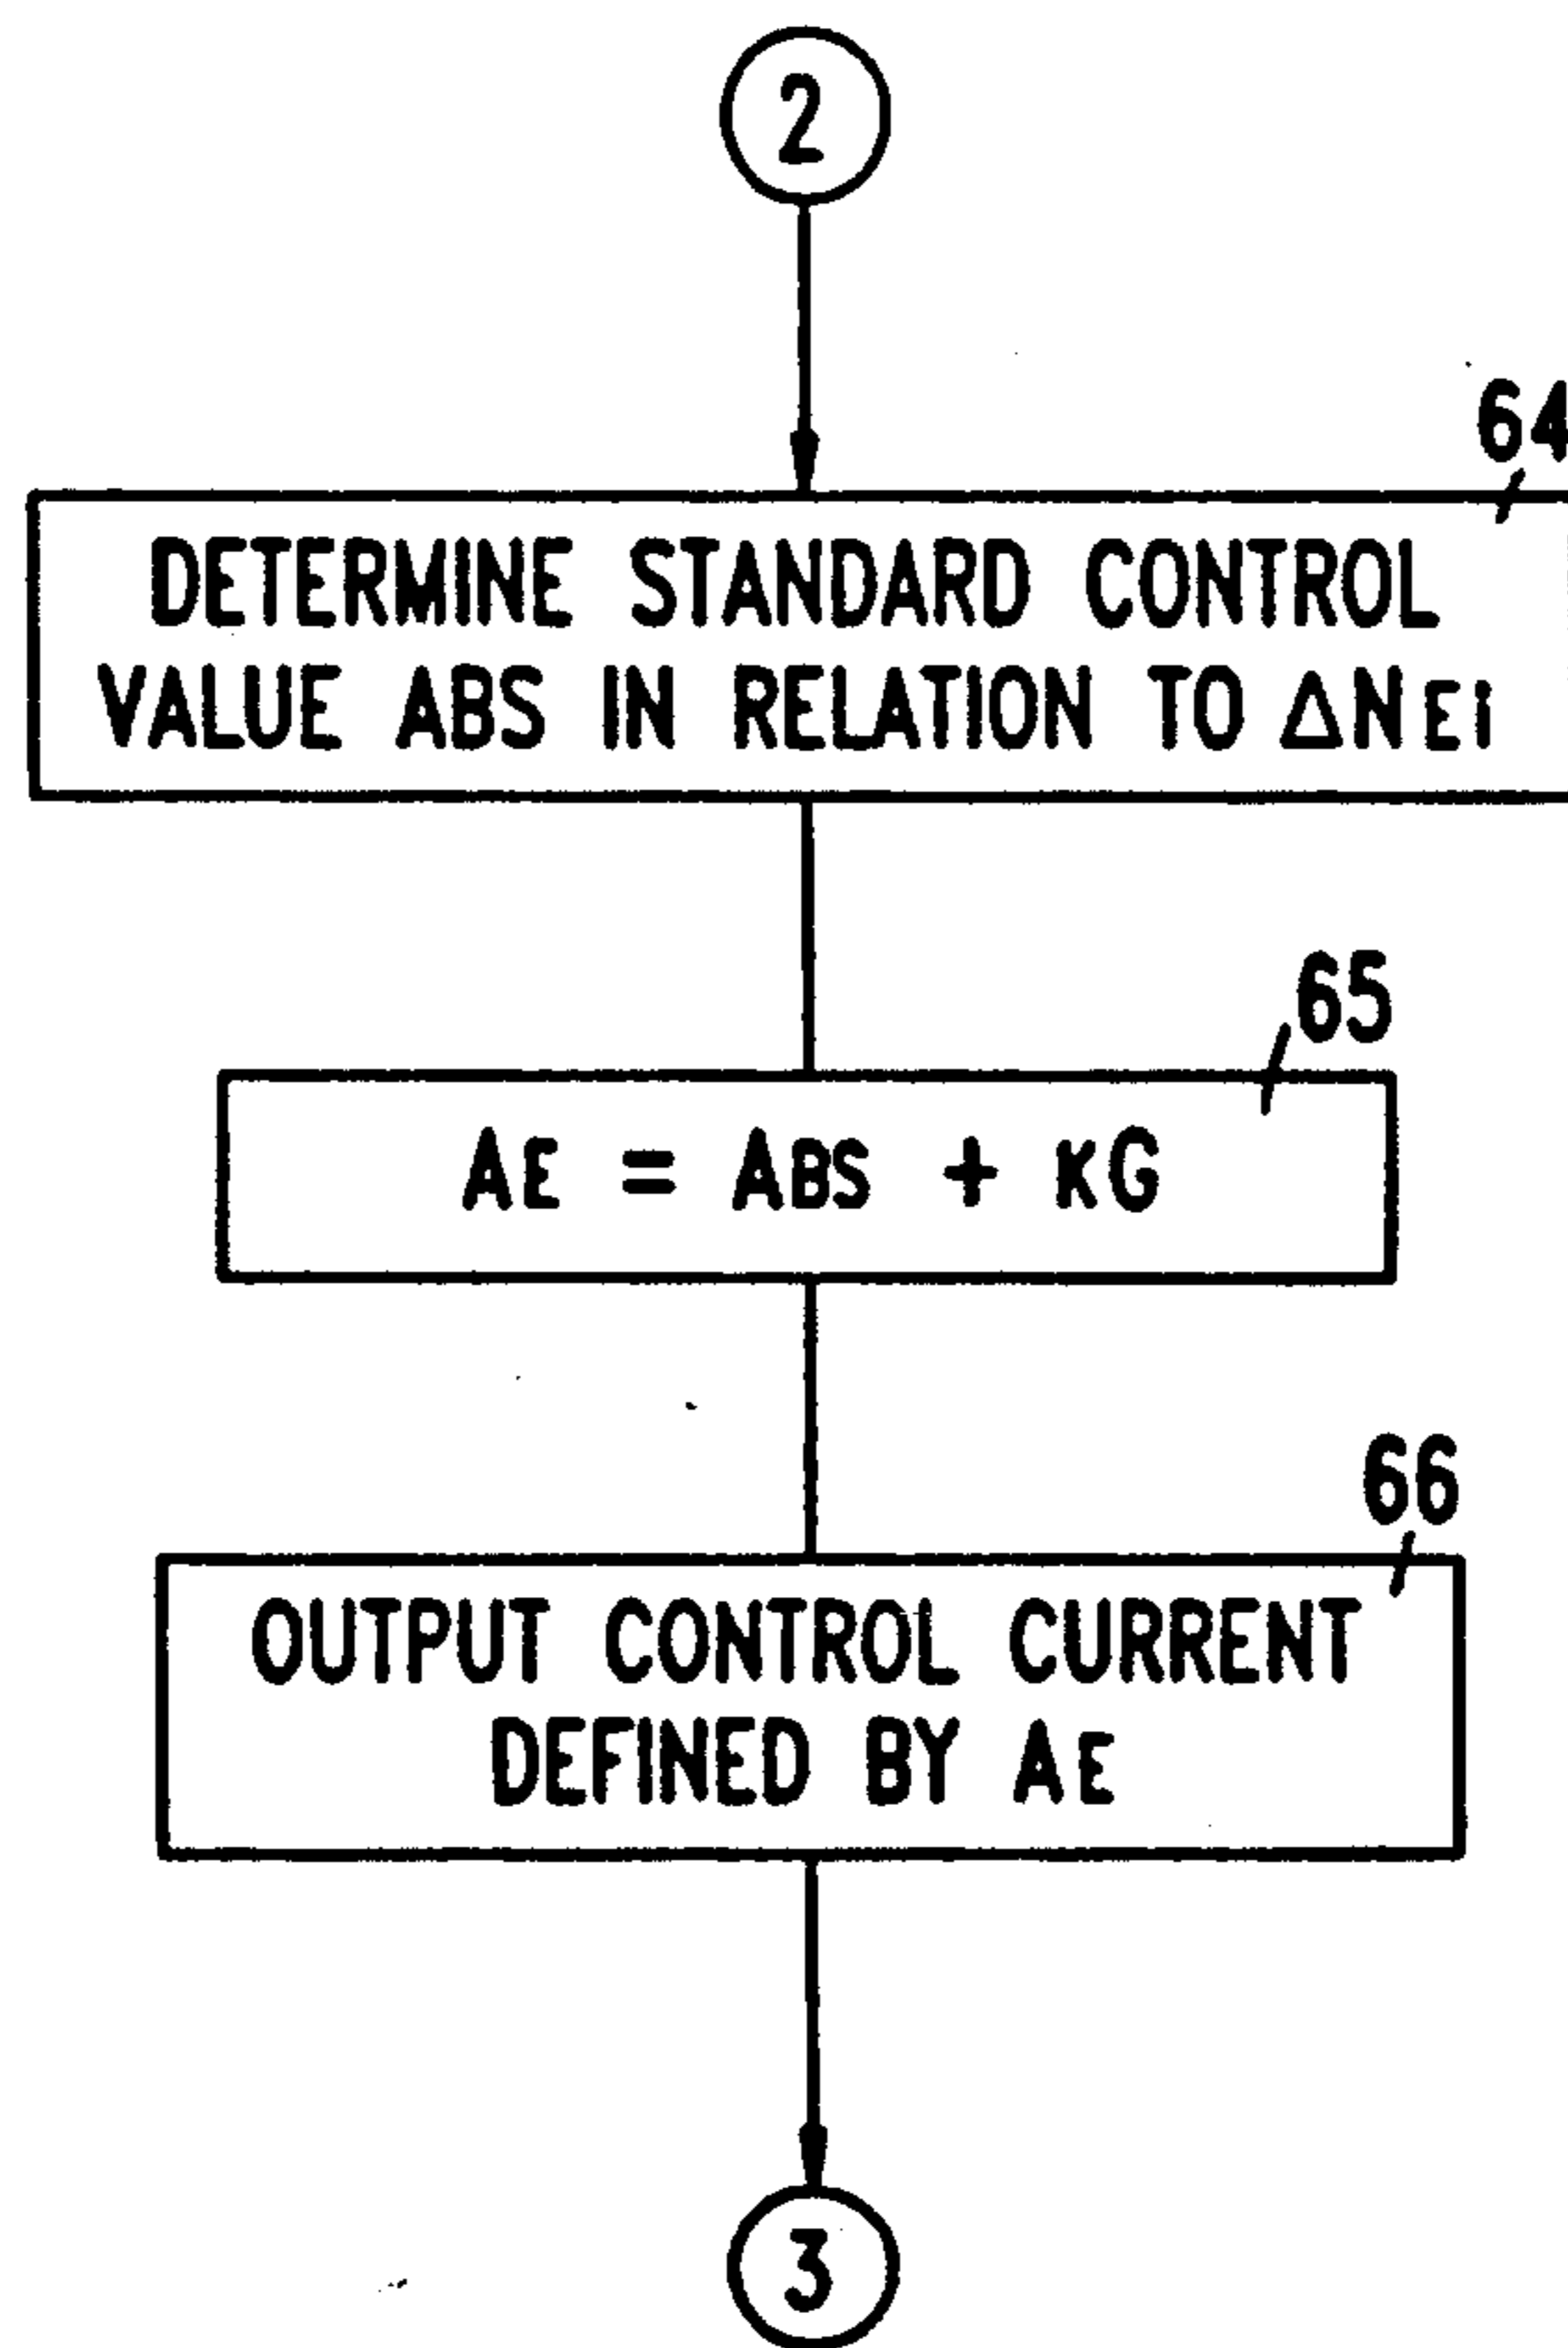 2
64
DETERMINE STANDARD CONTROL
VALUE ABS IN RELATION TO ΔNEi
65
AE = ABS + KG
66
OUTPUT CONTROL CURRENT
DEFINED BY AE
3